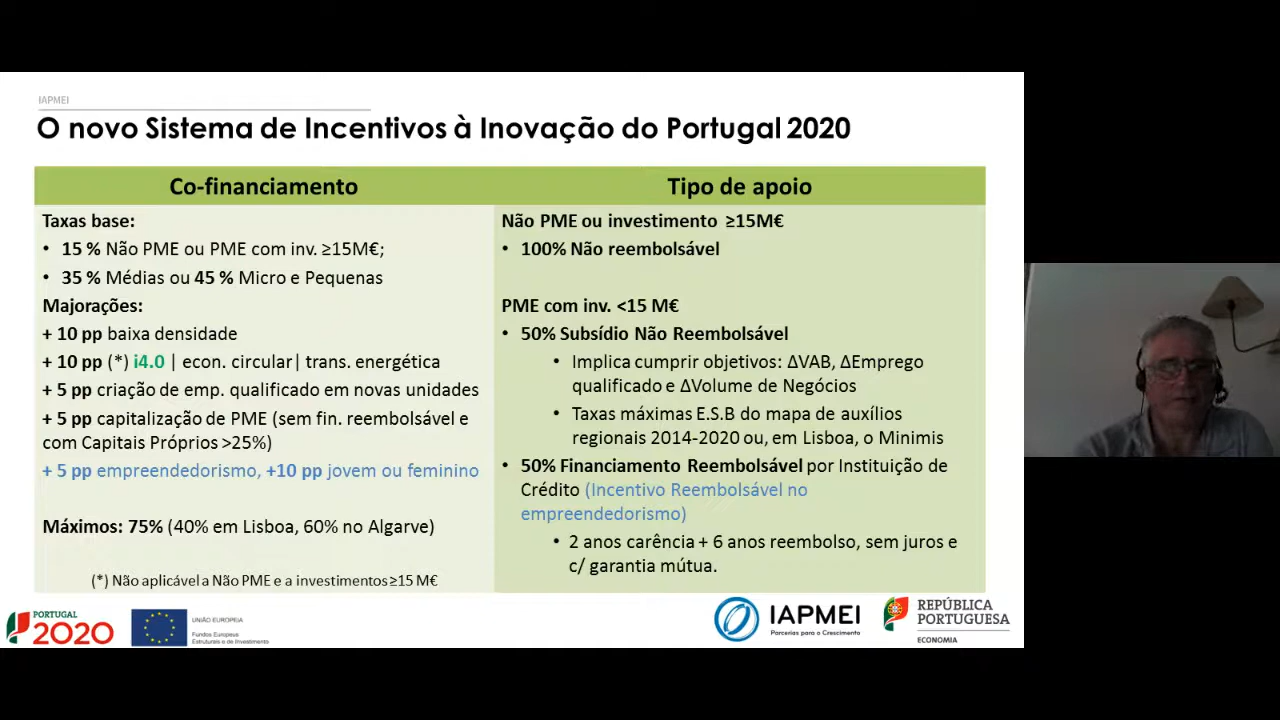 IAPMEI
O novo Sistema de Incentivos à Inovação do Portugal 2020
Co-financiamento
Taxas base:
• 15 % Não PME ou PME com inv. ≥15M€;
• 35 % Médias ou 45 % Micro e Pequenas
Majorações:
+ 10 pp baixa densidade
+ 10 pp (*) i4.0 | econ. circular| trans. energética
+ 5 pp criação de emp. qualificado em novas unidades
+ 5 pp capitalização de PME (sem fin. reembolsável e
com Capitais Próprios >25%)
+ 5 pp empreendedorismo, +10 pp jovem ou feminino
Máximos: 75% (40% em Lisboa, 60% no Algarve)
(*) Não aplicável a Não PME e a investimentos ≥15 M€
Tipo de apoio
Não PME ou investimento ≥15M€
• 100% Não reembolsável
PME com inv. <15 M€
• 50% Subsídio Não Reembolsável
• Implica cumprir objetivos: ΔVAB, ΔEmprego
qualificado e ΔVolume de Negócios
• Taxas máximas E.S.B do mapa de auxílios
regionais 2014-2020 ou, em Lisboa, o Minimis
• 50% Financiamento Reembolsável por Instituição de
Crédito (Incentivo Reembolsável no
empreendedorismo)
• 2 anos carência + 6 anos reembolso, sem juros e
c/ garantia mútua.
PORTUGAL
2020
UNIÃO EUROPEIA
Fundos Europeus
Estruturais e de Investimento
IAPMEI
Parcerias para o Crescimento
REPÚBLICA
PORTUGUESA
ECONOMIA